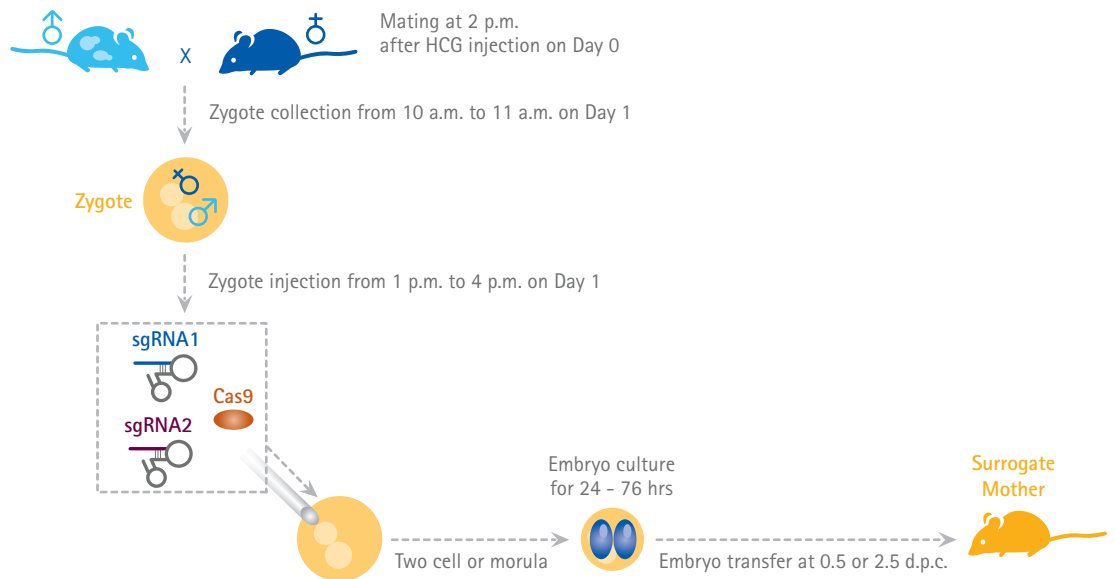 Mating at 2 p.m.
after HCG injection on Day 0
X
Zygote collection from 10 a.m. to 11 a.m. on Day 1
Zygote
Zygote injection from 1 p.m. to 4 p.m. on Day 1
sgRNA1
Cas9
sgRNA2
Embryo culture
for 24 - 76 hrs
Surrogate
Mother
Two cell or morula
Embryo transfer at 0.5 or 2.5 d.p.c.